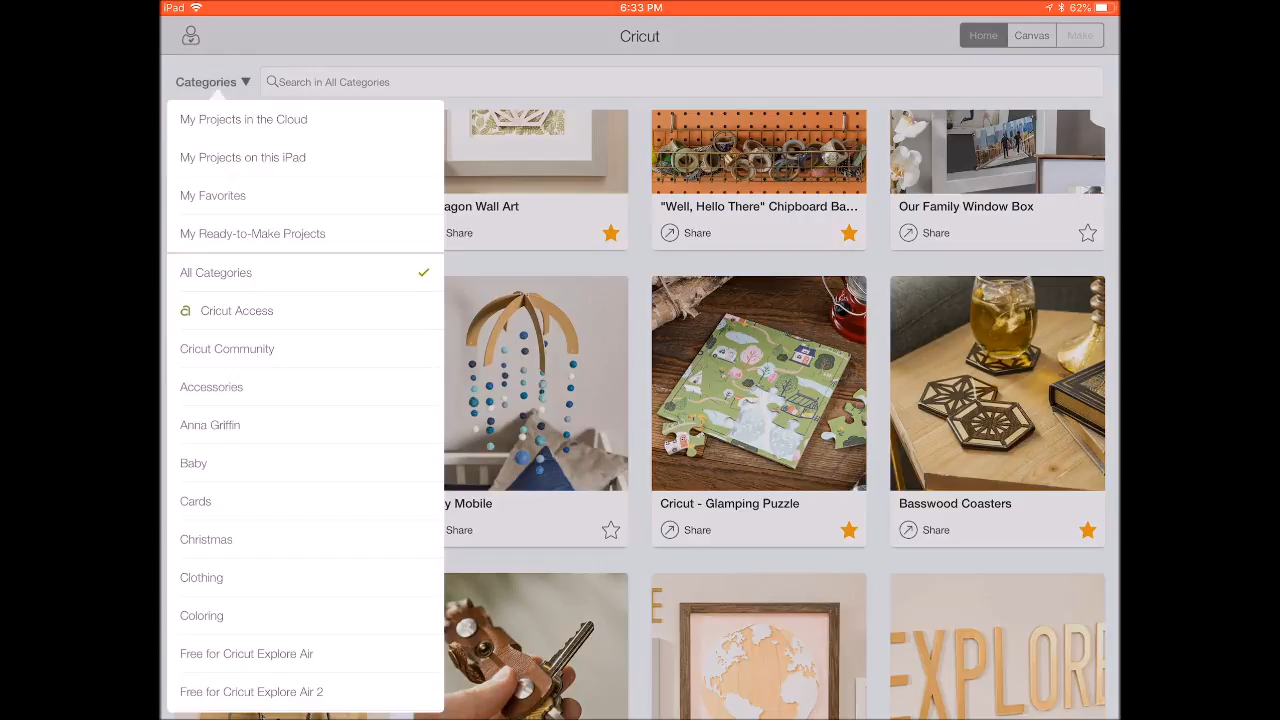 iPad
6:33 PM
62%
Cricut
Home
Canvas
Make
Categories ▼
Search in All Categories
My Projects in the Cloud
My Projects on this iPad
My Favorites
My Ready-to-Make Projects
All Categories
Cricut Access
Cricut Community
Accessories
Anna Griffin
Baby
Cards
Christmas
Clothing
Coloring
Free for Cricut Explore Air
Free for Cricut Explore Air 2
agon Wall Art
Share
"Well, Hello There" Chipboard Ba...
Share
Our Family Window Box
Share
y Mobile
Share
Cricut - Glamping Puzzle
Share
Basswood Coasters
Share
EXPLORE